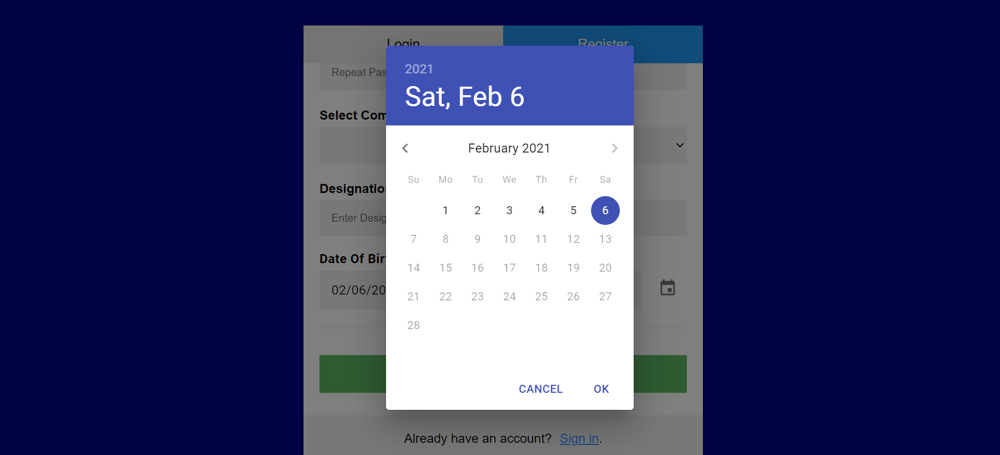 Login Register
Repeat Pas
2021
Sat, Feb 6
Select Com
February 2021
Su Mo Tu We Th Fr Sa
Designatio
1 2 3 4 5 6
Enter Desig
7 8 9 10 11 12 13
Date Of Bir
14 15 16 17 18 19 20
02/06/20
21 22 23 24 25 26 27
28
CANCEL OK
Already have an account? Sign in.